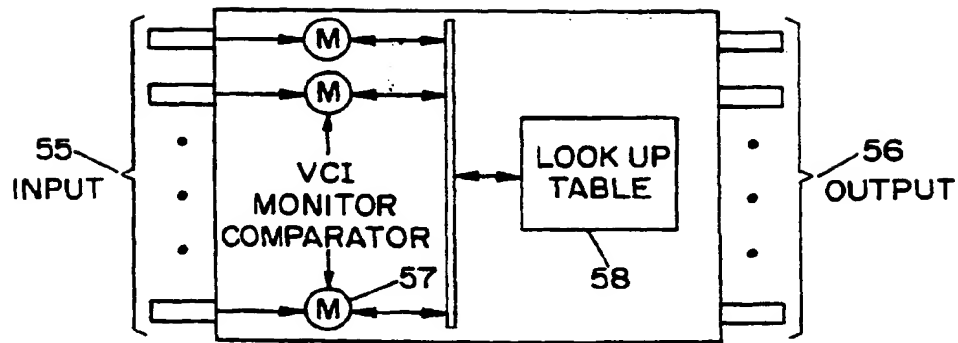 M
M
55
INPUT
VCI
MONITOR
COMPARATOR
LOOK UP
TABLE
56
OUTPUT
57
M
58